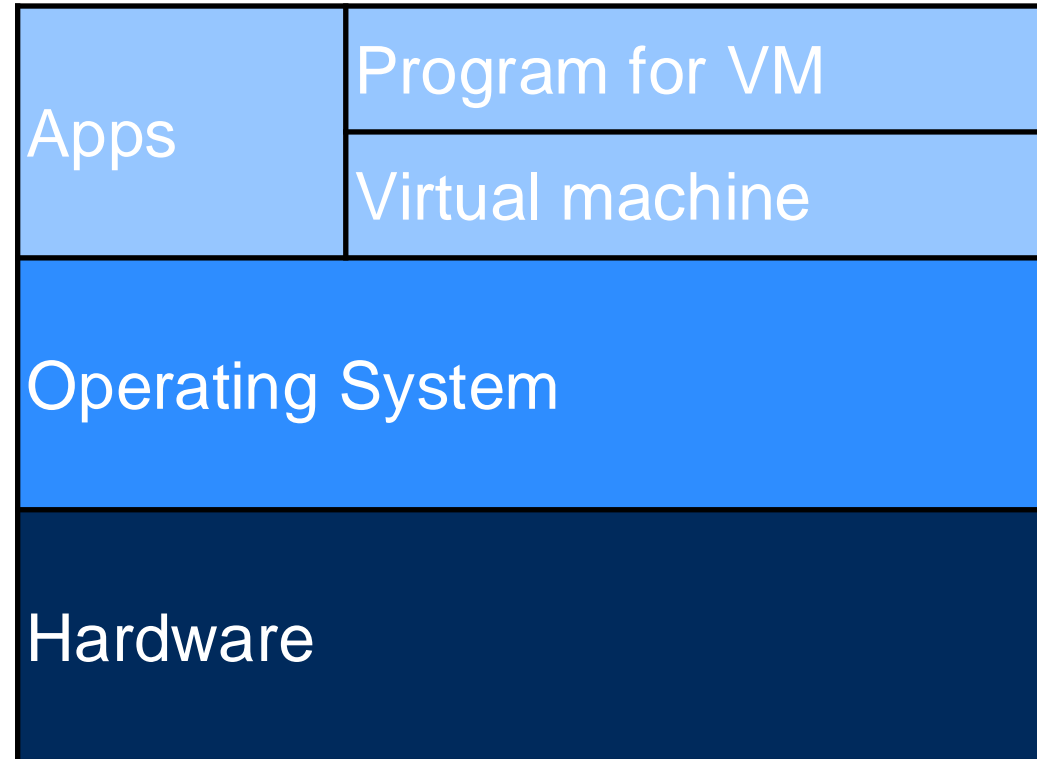 Apps
Program for VM
Virtual machine
Operating System
Hardware